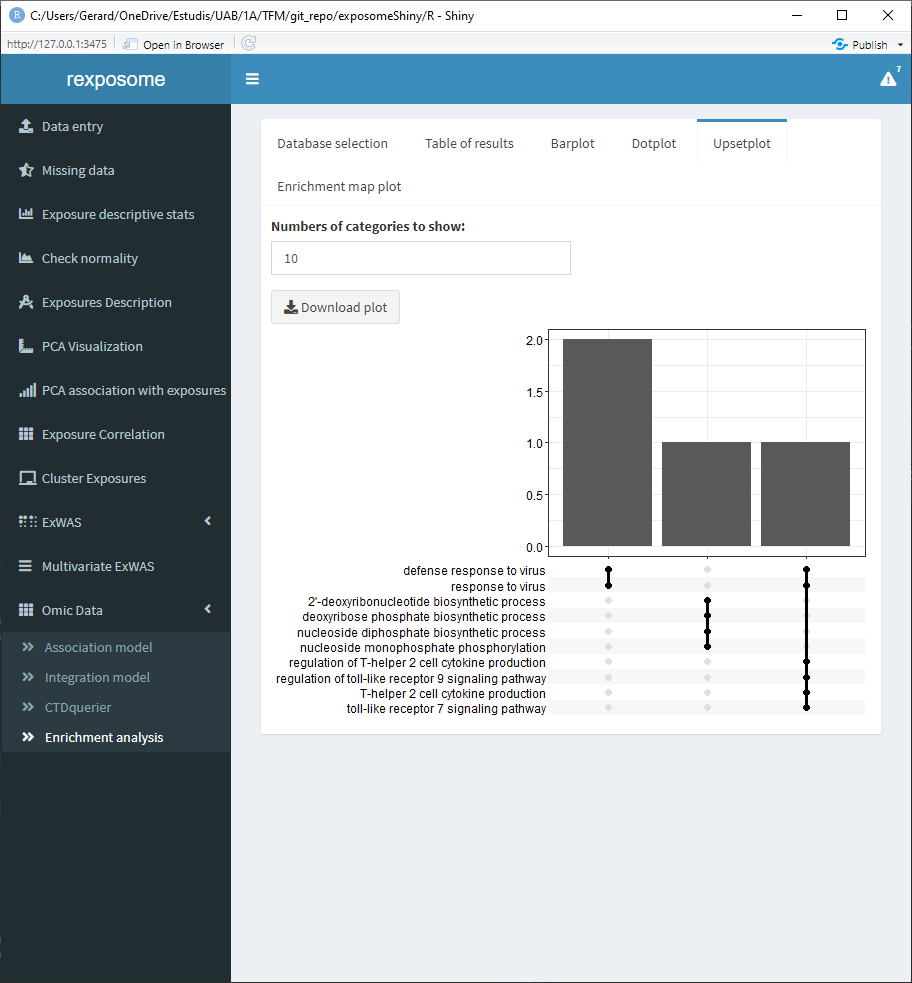 C:/Users/Gerard/OneDrive/Estudis/UAB/1A/TFM/git_repo/exposomeShiny/R - Shiny
http://127.0.0.1:3475
Open in Browser
Publish
rexposome
7
Data entry
Missing data
Exposure descriptive stats
Check normality
Exposures Description
PCA Visualization
PCA association with exposures
Exposure Correlation
Cluster Exposures
ExWAS
Multivariate ExWAS
Omic Data
Association model
Integration model
CTDquerier
Enrichment analysis
Database selection
Table of results
Barplot
Dotplot
Upsetplot
Enrichment map plot
Numbers of categories to show:
10
Download plot
2.0
1.5
1.0
0.5
0.0
defense response to virus
response to virus
2'-deoxyribonucleotide biosynthetic process
deoxyribose phosphate biosynthetic process
nucleoside diphosphate biosynthetic process
nucleoside monophosphate phosphorylation
regulation of T-helper 2 cell cytokine production
regulation of toll-like receptor 9 signaling pathway
T-helper 2 cell cytokine production
toll-like receptor 7 signaling pathway